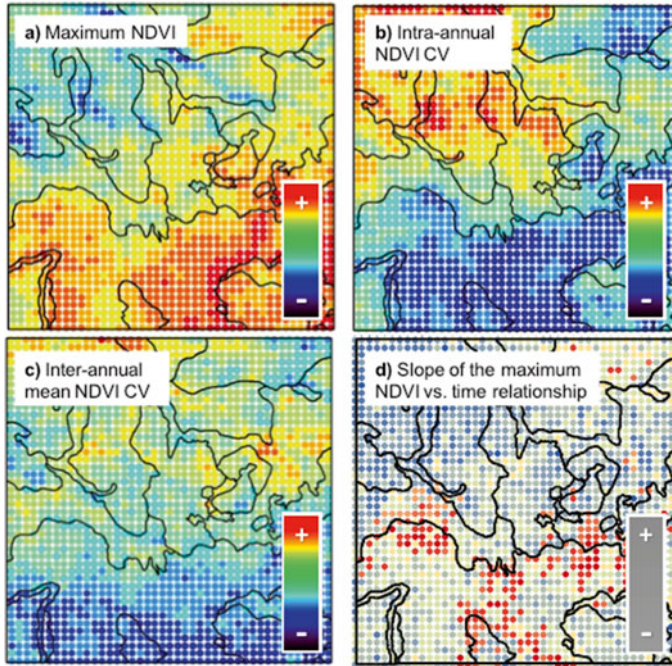 a) Maximum NDVI
+
-
b) Intra-annual
NDVI CV
+
-
c) Inter-annual
mean NDVI CV
+
-
d) Slope of the maximum
NDVI vs. time relationship
+
-